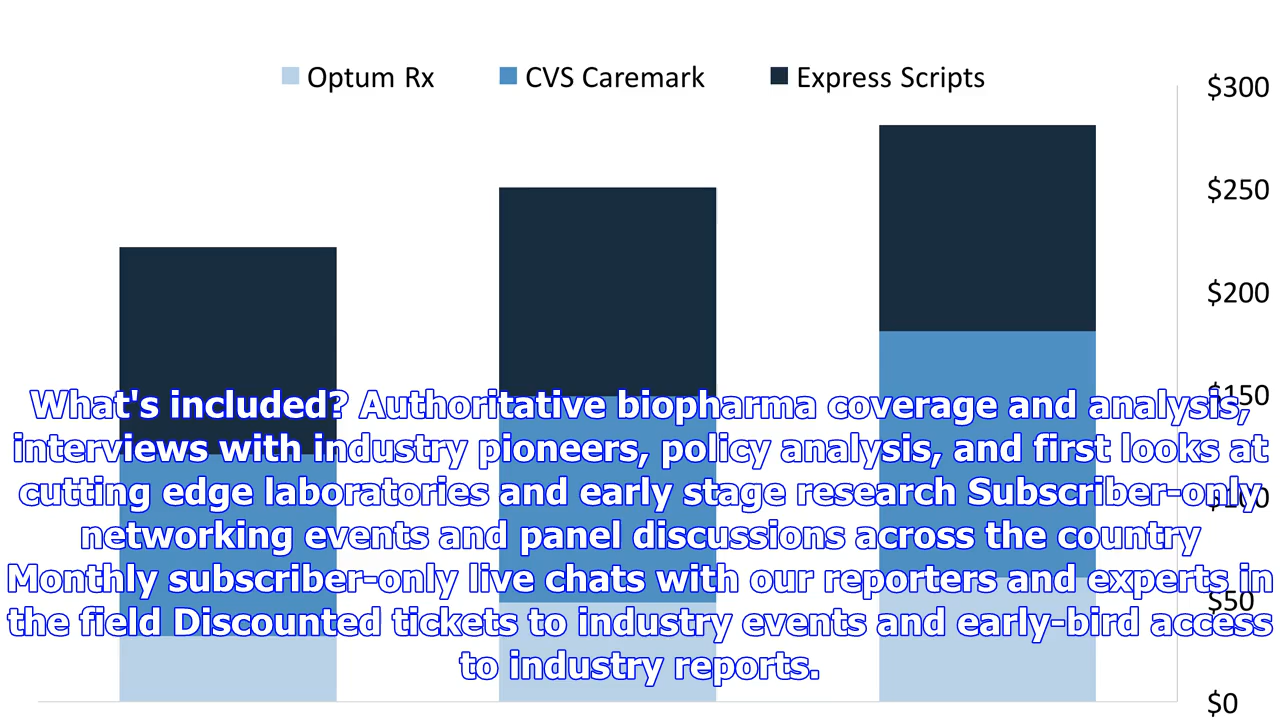 Optum Rx CVS Caremark Express Scripts
$300
$250
$200
$150
What's included? Authoritative biopharma coverage and analysis,
interviews with industry pioneers, policy analysis, and first looks at
cutting edge laboratories and early stage research Subscriber-only
$100
networking events and panel discussions across the country
Monthly subscriber-only live chats with our reporters and experts in
$50
the field Discounted tickets to industry events and early-bird access
to industry reports.
$0